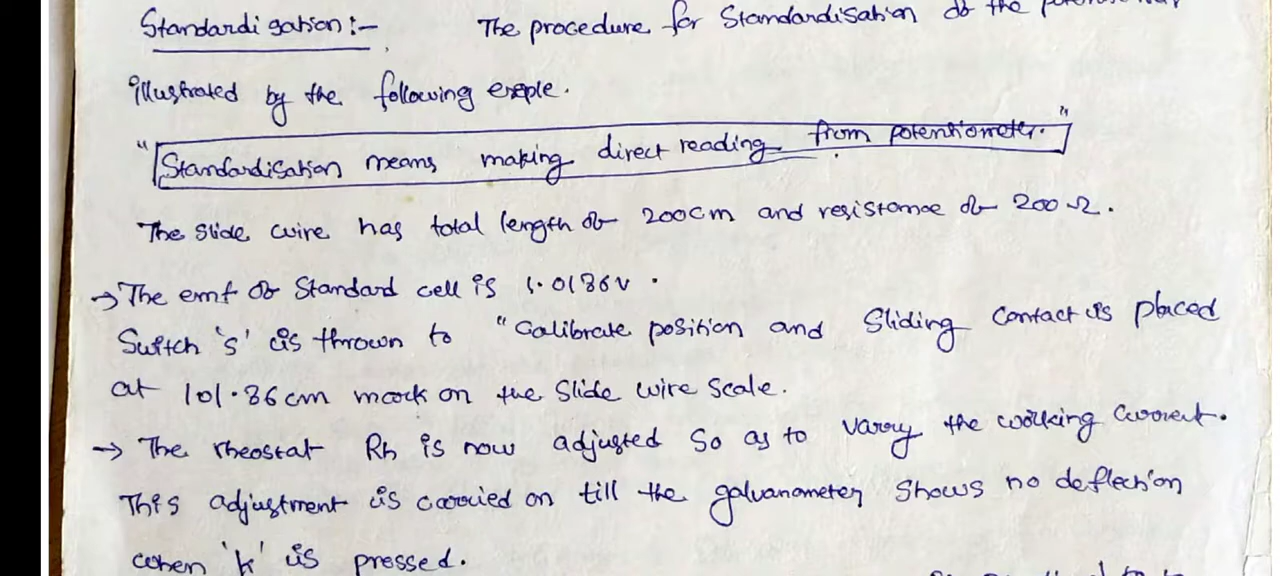 Standardisation:- The procedure for Standardisation of the
illustrated by the following exeple.
"Standardisation means making direct reading from potentiometer."
The Slide wire has total length of 200cm and resistance of 200Ω.
→ The emf of Standard cell is 1.0186v.
Switch 's' is thrown to "Calibrate position and Sliding Contact is placed
at 101.86cm mark on the Slide wire Scale.
→ The rheostat Rh is now adjusted so as to varry the working Current.
This adjustment is carried on till the galvanometer Shows no deflection
when 'k' is pressed.